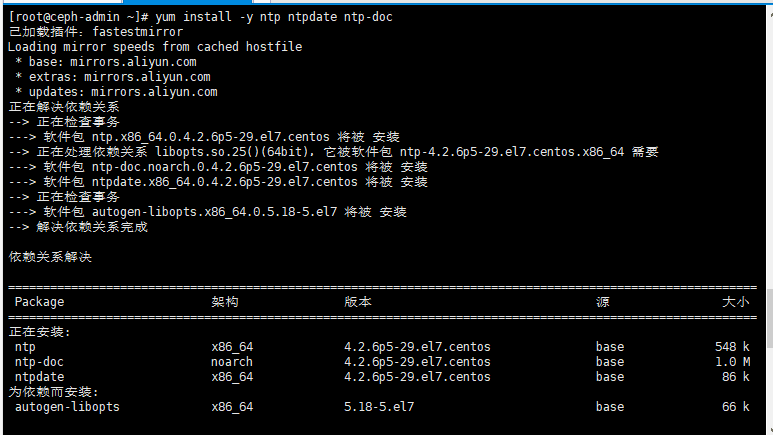 [root@ceph-admin ~]# yum install -y ntp ntpdate ntp-doc
已加载插件：fastestmirror
Loading mirror speeds from cached hostfile
 * base: mirrors.aliyun.com
 * extras: mirrors.aliyun.com
 * updates: mirrors.aliyun.com
正在解决依赖关系
--> 正在检查事务
---> 软件包 ntp.x86_64.0.4.2.6p5-29.el7.centos 将被 安装
--> 正在处理依赖关系 libopts.so.25()(64bit)，它被软件包 ntp-4.2.6p5-29.el7.centos.x86_64 需要
---> 软件包 ntp-doc.noarch.0.4.2.6p5-29.el7.centos 将被 安装
---> 软件包 ntpdate.x86_64.0.4.2.6p5-29.el7.centos 将被 安装
--> 正在检查事务
---> 软件包 autogen-libopts.x86_64.0.5.18-5.el7 将被 安装
--> 解决依赖关系完成
依赖关系解决
================================================================================
Package 架构 版本 源 大小
================================================================================
正在安装:
ntp x86_64 4.2.6p5-29.el7.centos base 548 k
ntp-doc noarch 4.2.6p5-29.el7.centos base 1.0 M
ntpdate x86_64 4.2.6p5-29.el7.centos base 86 k
为依赖而安装:
autogen-libopts x86_64 5.18-5.el7 base 66 k